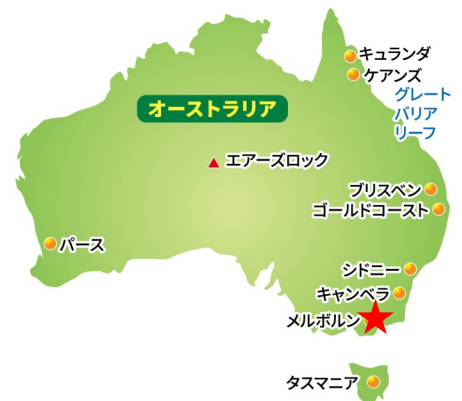 キュランダ
ケアンズ
グレート
バリア
リーフ
オーストラリア
エアーズロック
ブリスベン
ゴールドコースト
パース
シドニー
キャンベラ
メルボルン
タスマニア